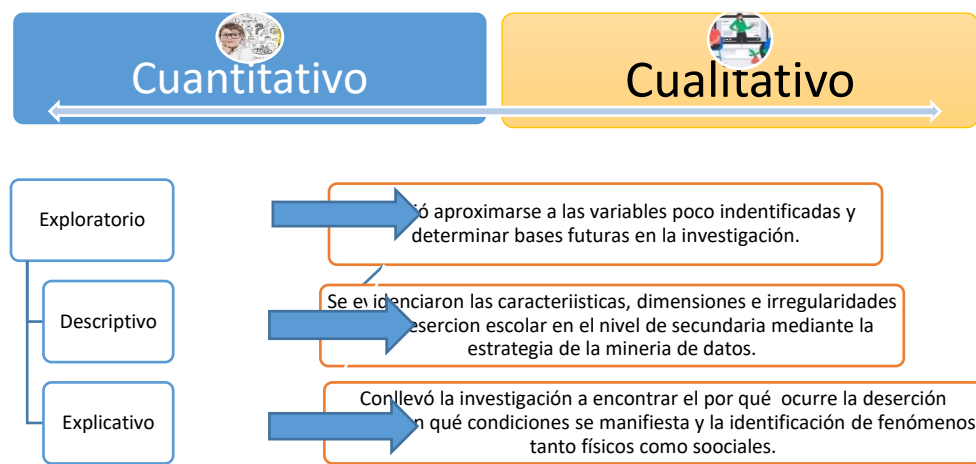 Cuantitativo
Cualitativo
Exploratorio
aproximarse a las variables poco indentificadas y
determinar bases futuras en la investigación.
Descriptivo
Se evidenciaron las caracteriisticas, dimensiones e irregularidades
escolar en el nivel de secundaria mediante la
estrategia de la mineria de datos.
Explicativo
Conllevó la investigación a encontrar el por qué ocurre la deserción
qué condiciones se manifiesta y la identificación de fenómenos
tanto físicos como soociales.